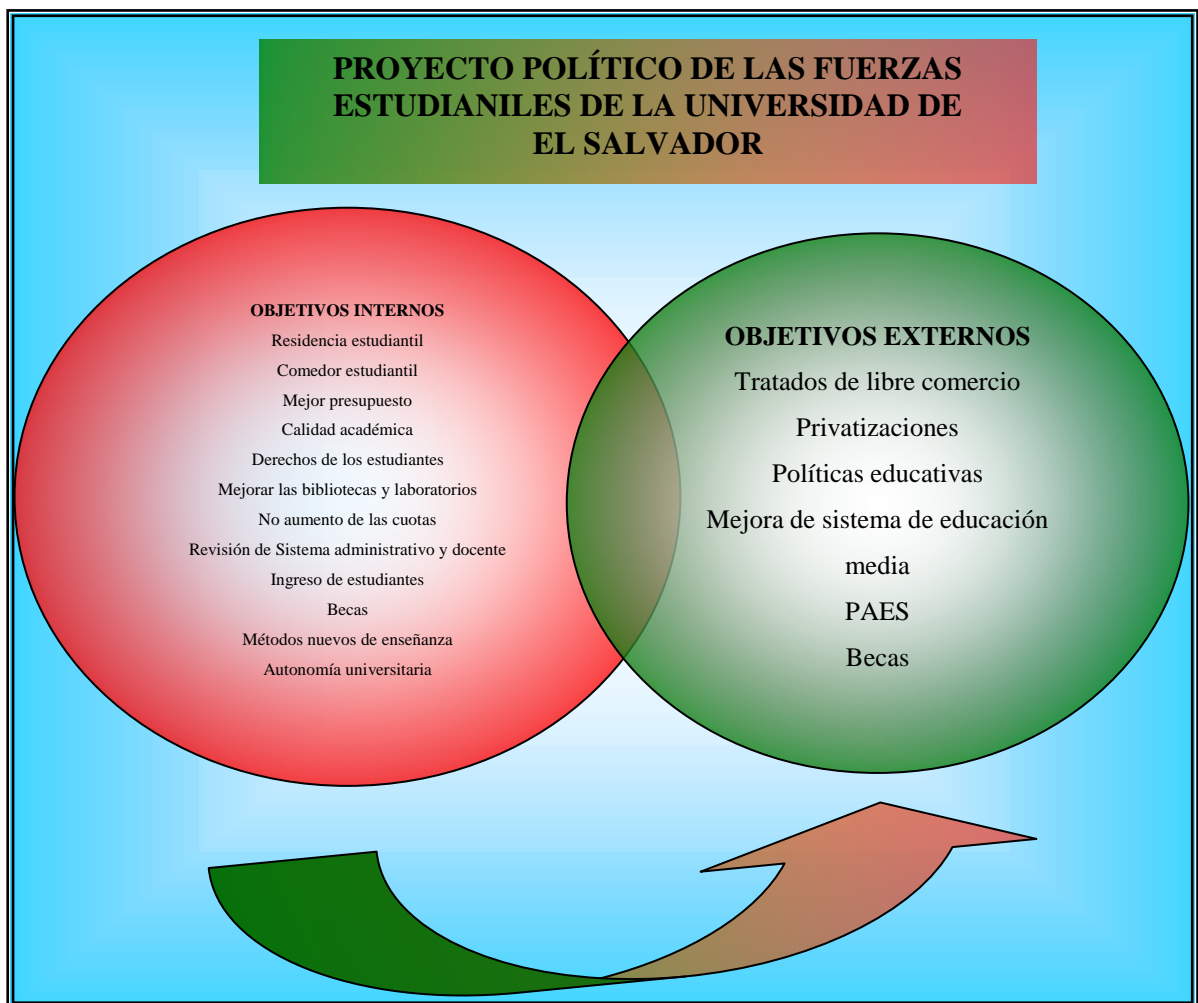 PROYECTO POLÍTICO DE LAS FUERZAS
ESTUDIANILES DE LA UNIVERSIDAD DE
EL SALVADOR
OBJETIVOS INTERNOS
Residencia estudiantil
Comedor estudiantil
Mejor presupuesto
Calidad académica
Derechos de los estudiantes
Mejorar las bibliotecas y laboratorios
No aumento de las cuotas
Revisión de Sistema administrativo y docente
Ingreso de estudiantes
Becas
Métodos nuevos de enseñanza
Autonomía universitaria
OBJETIVOS EXTERNOS
Tratados de libre comercio
Privatizaciones
Políticas educativas
Mejora de sistema de educación
media
PAES
Becas